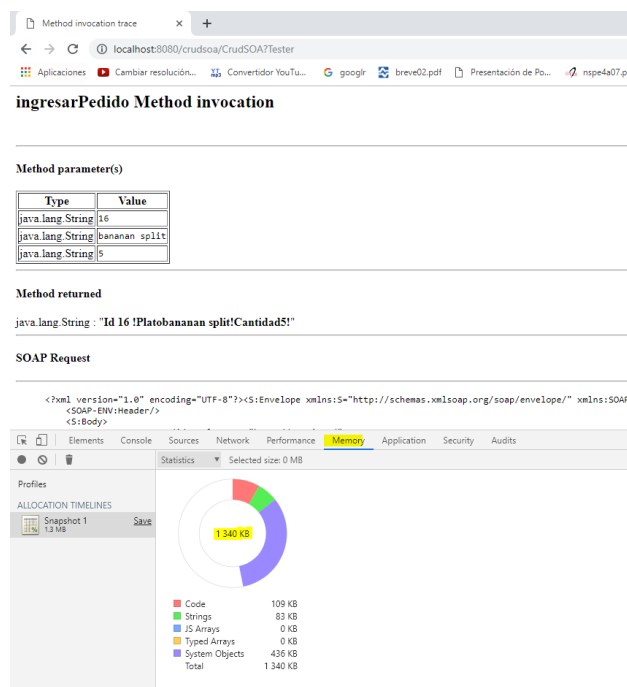 Method invocation trace
localhost:8080/crudsoa/CrudSOA?Tester
Aplicaciones Cambiar resolución... Convertidor YouTu... googlr breve02.pdf Presentación de Po... nspe4a07.p
ingresarPedido Method invocation
Method parameter(s)
Type Value
java.lang.String 16
java.lang.String bananan split
java.lang.String 5
Method returned
java.lang.String : "Id 16 !Platobananan split!Cantidad5!"
SOAP Request
<?xml version="1.0" encoding="UTF-8"?><S:Envelope xmlns:S="http://schemas.xmlsoap.org/soap/envelope/" xmlns:SOAP
<SOAP-ENV:Header/>
<S:Body>
Elements Console Sources Network Performance Memory Application Security Audits
Statistics Selected size: 0 MB
Profiles
ALLOCATION TIMELINES
Snapshot 1 Save
1.3 MB
1 340 KB
Code 109 KB
Strings 83 KB
JS Arrays 0 KB
Typed Arrays 0 KB
System Objects 436 KB
Total 1 340 KB